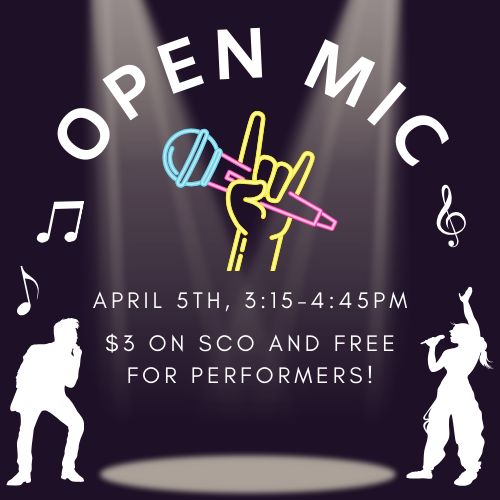 OPEN MIC
APRIL 5TH, 3:15-4:45PM
$3 ON SCO AND FREE
FOR PERFORMERS!